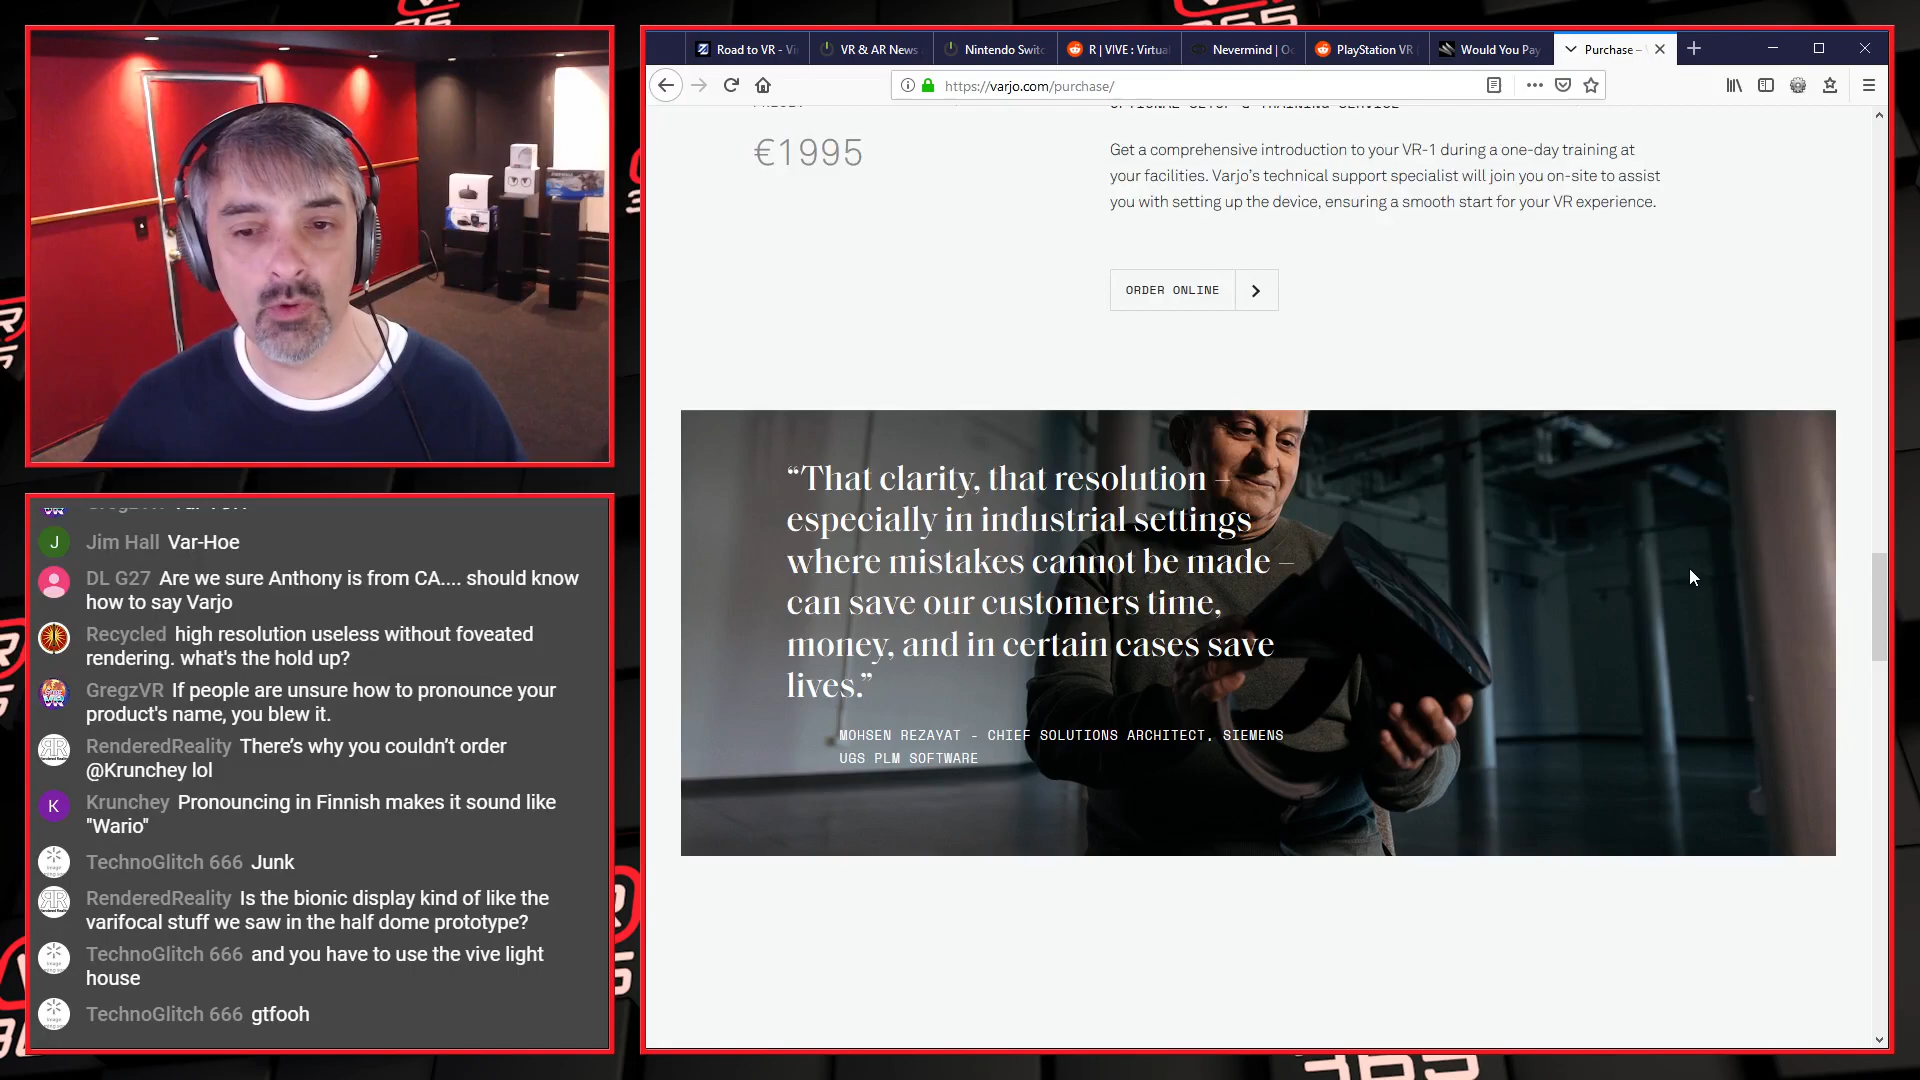 Road to VR - Vi
VR & AR News
Nintendo Switc
R | VIVE : Virtua
Nevermind | Oc
PlayStation VR
Would You Pay
Purchase –
https://varjo.com/purchase/
€1995
OPTIONAL SETUP & TRAINING SERVICE
Get a comprehensive introduction to your VR-1 during a one-day training at
your facilities. Varjo’s technical support specialist will join you on-site to assist
you with setting up the device, ensuring a smooth start for your VR experience.
ORDER ONLINE
“That clarity, that resolution –
especially in industrial settings
where mistakes cannot be made –
can save our customers time,
money, and in certain cases save
lives.”
MOHSEN REZAYAT - CHIEF SOLUTIONS ARCHITECT, SIEMENS
UGS PLM SOFTWARE
Jim Hall Var-Hoe
DL G27 Are we sure Anthony is from CA.... should know
how to say Varjo
Recycled high resolution useless without foveated
rendering. what's the hold up?
GregzVR If people are unsure how to pronounce your
product's name, you blew it.
RenderedReality There’s why you couldn’t order
@Krunchey lol
Krunchey Pronouncing in Finnish makes it sound like
"Wario"
TechnoGlitch 666 Junk
RenderedReality Is the bionic display kind of like the
varifocal stuff we saw in the half dome prototype?
TechnoGlitch 666 and you have to use the vive light
house
TechnoGlitch 666 gtfooh